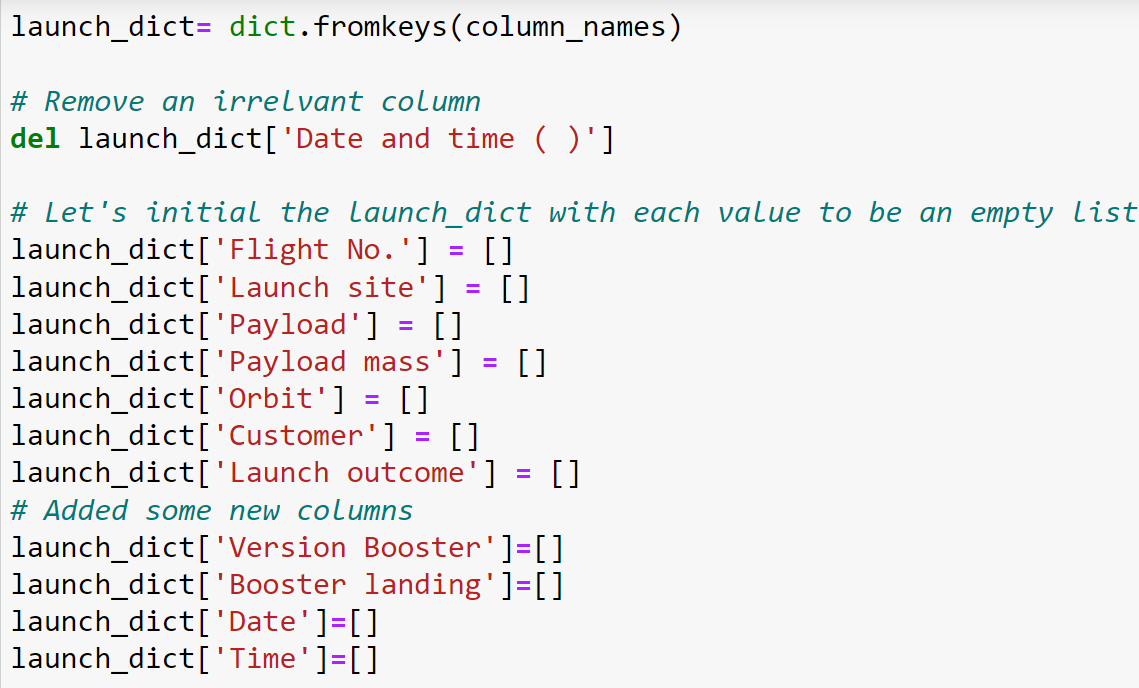 launch_dict= dict.fromkeys(column_names)
# Remove an irrelvant column
del launch_dict['Date and time ( )']
# Let's initial the launch_dict with each value to be an empty list
launch_dict['Flight No.'] = []
launch_dict['Launch site'] = []
launch_dict['Payload'] = []
launch_dict['Payload mass'] = []
launch_dict['Orbit'] = []
launch_dict['Customer'] = []
launch_dict['Launch outcome'] = []
# Added some new columns
launch_dict['Version Booster']=[]
launch_dict['Booster landing']=[]
launch_dict['Date']=[]
launch_dict['Time']=[]